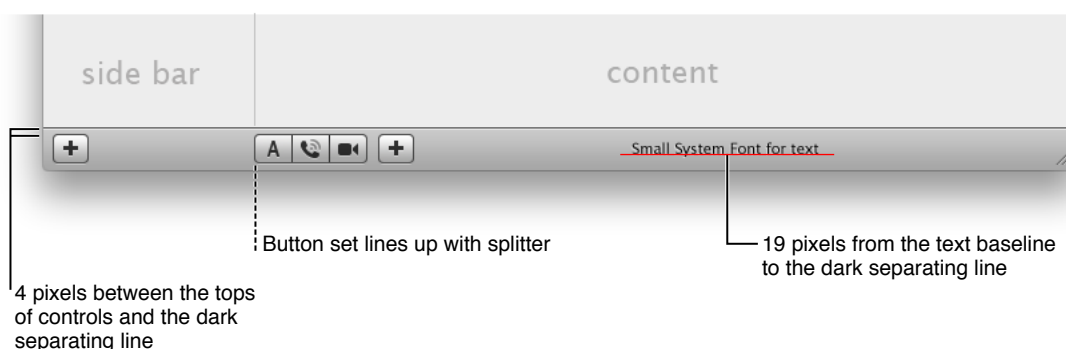 side bar
content
A
Small System Font for text
Button set lines up with splitter
19 pixels from the text baseline
to the dark separating line
4 pixels between the tops
of controls and the dark
separating line